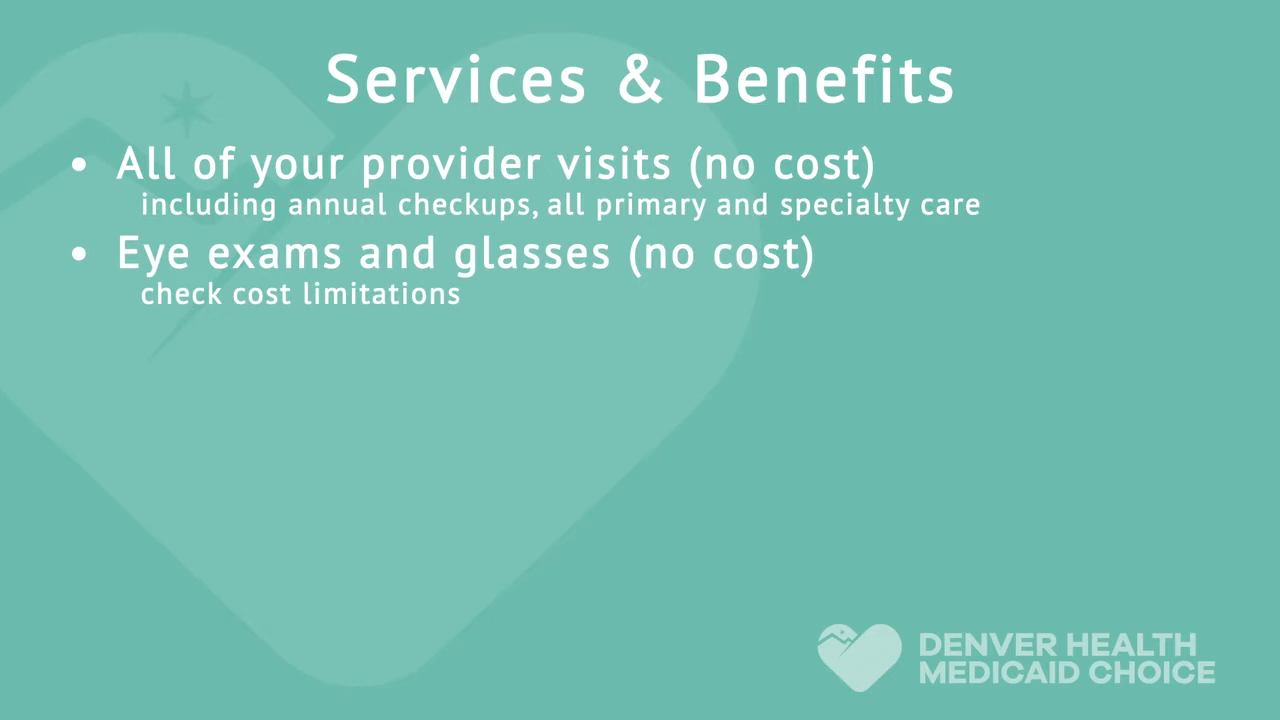 Services & Benefits
• All of your provider visits (no cost)
including annual checkups, all primary and specialty care
• Eye exams and glasses (no cost)
check cost limitations
DENVER HEALTH
MEDICAID CHOICE